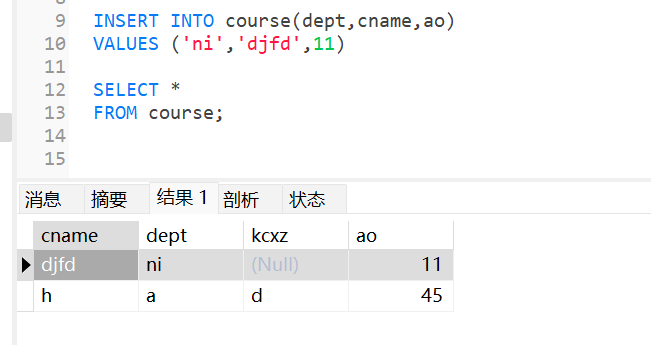 9 INSERT INTO course(dept,cname,ao)
10 VALUES ('ni','djfd',11)
11
12 SELECT *
13 FROM course;
14
15
消息 摘要 结果 1 剖析 状态
cname dept kcxz ao
djfd ni (Null) 11
h a d 45